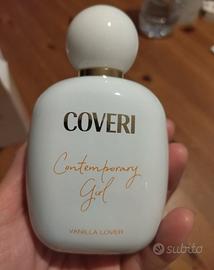 COVERI
Contemporary
Girl
VANILLA LOVER
subito